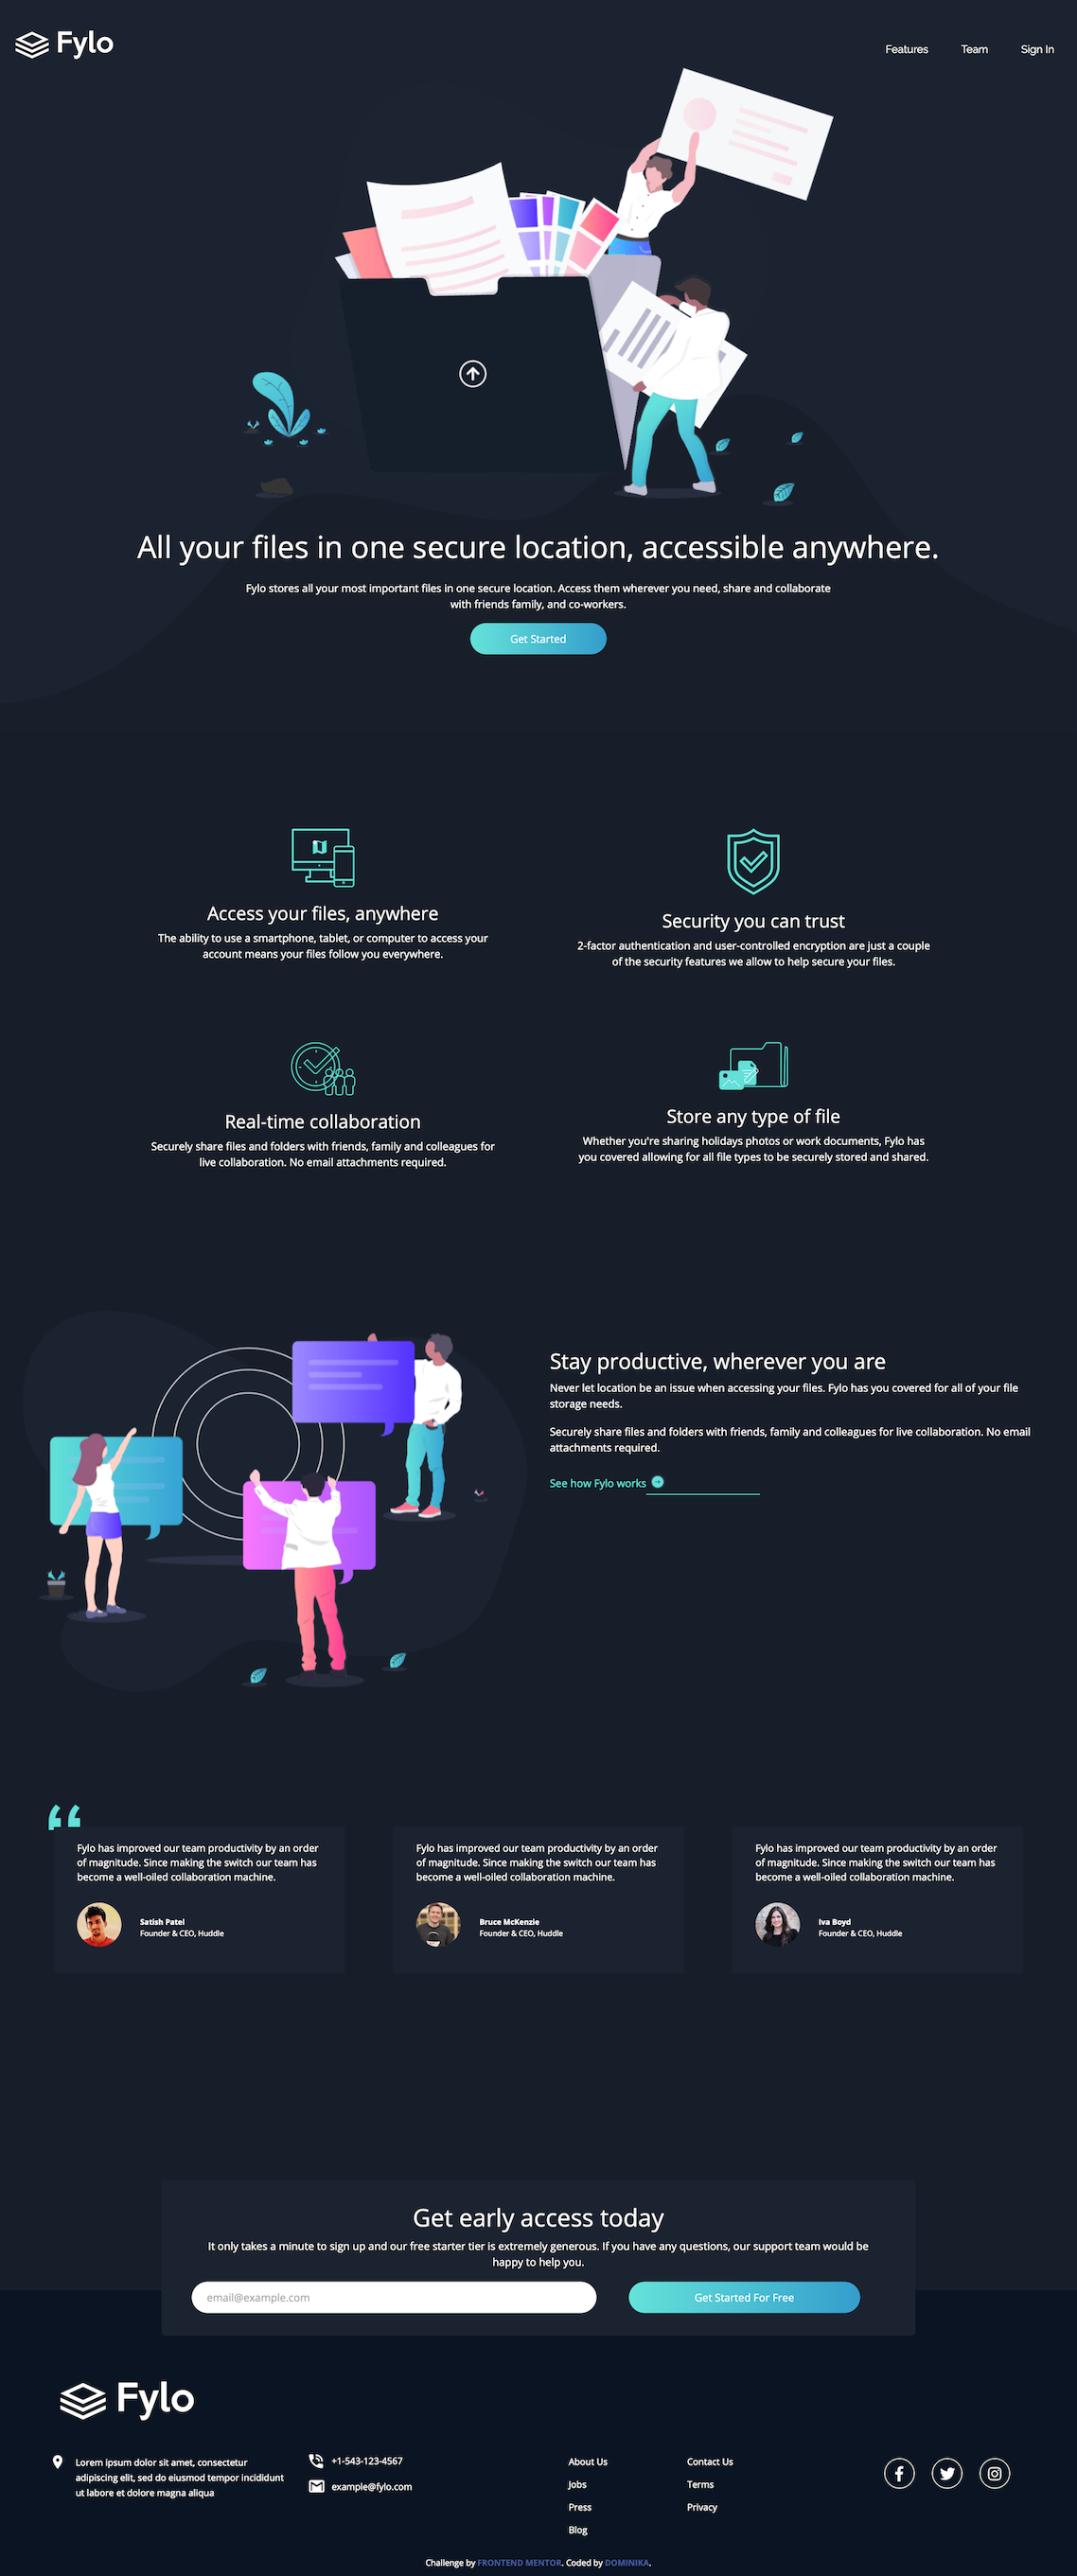 Fylo
Features
Team
Sign In
All your files in one secure location, accessible anywhere.
Fylo stores all your most important files in one secure location. Access them wherever you need, share and collaborate
with friends family, and co-workers.
Get Started
Access your files, anywhere
The ability to use a smartphone, tablet, or computer to access your
account means your files follow you everywhere.
Security you can trust
2-factor authentication and user-controlled encryption are just a couple
of the security features we allow to help secure your files.
Real-time collaboration
Securely share files and folders with friends, family and colleagues for
live collaboration. No email attachments required.
Store any type of file
Whether you're sharing holidays photos or work documents, Fylo has
you covered allowing for all file types to be securely stored and shared.
Stay productive, wherever you are
Never let location be an issue when accessing your files. Fylo has you covered for all of your file
storage needs.
Securely share files and folders with friends, family and colleagues for live collaboration. No email
attachments required.
See how Fylo works
Fylo has improved our team productivity by an order
of magnitude. Since making the switch our team has
become a well-oiled collaboration machine.
Satish Patel
Founder & CEO, Huddle
Fylo has improved our team productivity by an order
of magnitude. Since making the switch our team has
become a well-oiled collaboration machine.
Bruce McKenzie
Founder & CEO, Huddle
Fylo has improved our team productivity by an order
of magnitude. Since making the switch our team has
become a well-oiled collaboration machine.
Iva Boyd
Founder & CEO, Huddle
Get early access today
It only takes a minute to sign up and our free starter tier is extremely generous. If you have any questions, our support team would be
happy to help you.
email@example.com
Get Started For Free
Fylo
Lorem ipsum dolor sit amet, consectetur
adipiscing elit, sed do eiusmod tempor incididunt
ut labore et dolore magna aliqua
+1-543-123-4567
example@fylo.com
About Us
Jobs
Press
Blog
Contact Us
Terms
Privacy
Challenge by FRONTEND MENTOR. Coded by DOMINIKA.